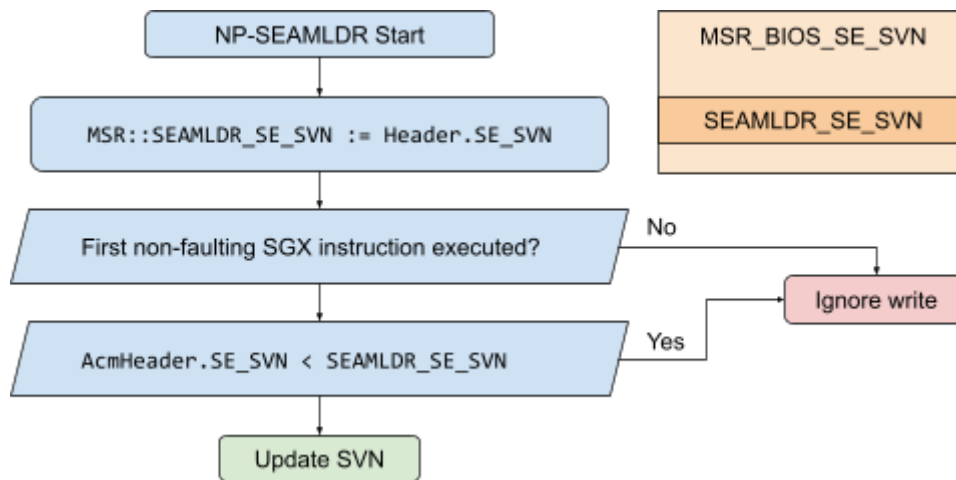 NP-SEAMLDR Start
MSR_BIOS_SE_SVN
SEAMLDR_SE_SVN
MSR::SEAMLDR_SE_SVN := Header.SE_SVN
First non-faulting SGX instruction executed?
No
Ignore write
AcmHeader.SE_SVN < SEAMLDR_SE_SVN
Yes
Update SVN